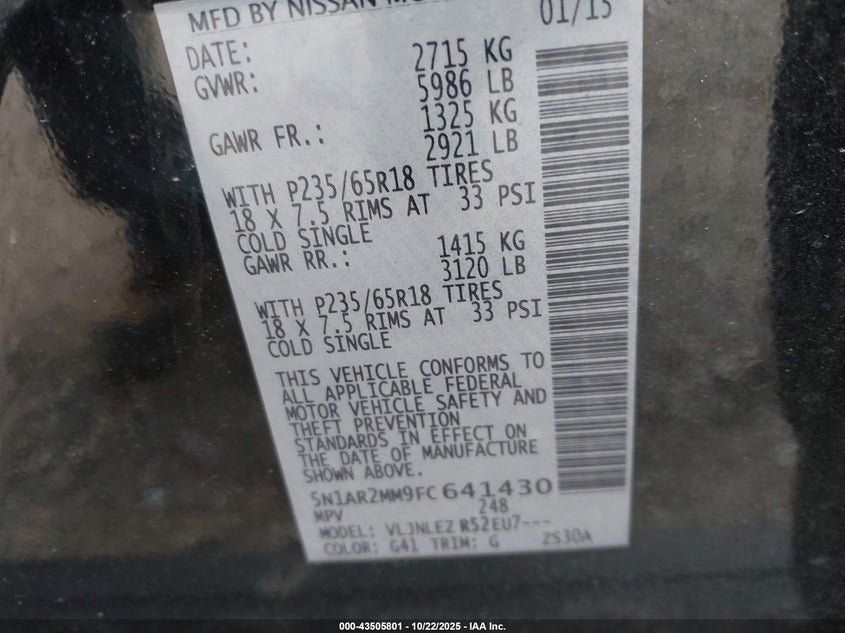 MFD BY NISSAN
DATE: 01/15
GVWR: 2715 KG
5986 LB
GAWR FR.: 1325 KG
2921 LB
WITH P235/65R18 TIRES
18 X 7.5 RIMS AT 33 PSI
COLD SINGLE
GAWR RR.: 1415 KG
3120 LB
WITH P235/65R18 TIRES
18 X 7.5 RIMS AT 33 PSI
COLD SINGLE
THIS VEHICLE CONFORMS TO
ALL APPLICABLE FEDERAL
MOTOR VEHICLE SAFETY AND
THEFT PREVENTION
STANDARDS IN EFFECT ON
THE DATE OF MANUFACTURE
SHOWN ABOVE.
5N1AR2MM9FC641430
MPV 248
MODEL: VLJNLEZ R52EU7---
COLOR: G41 TRIM: G 2S30A
000-43505801 - 10/22/2025 - IAA Inc.